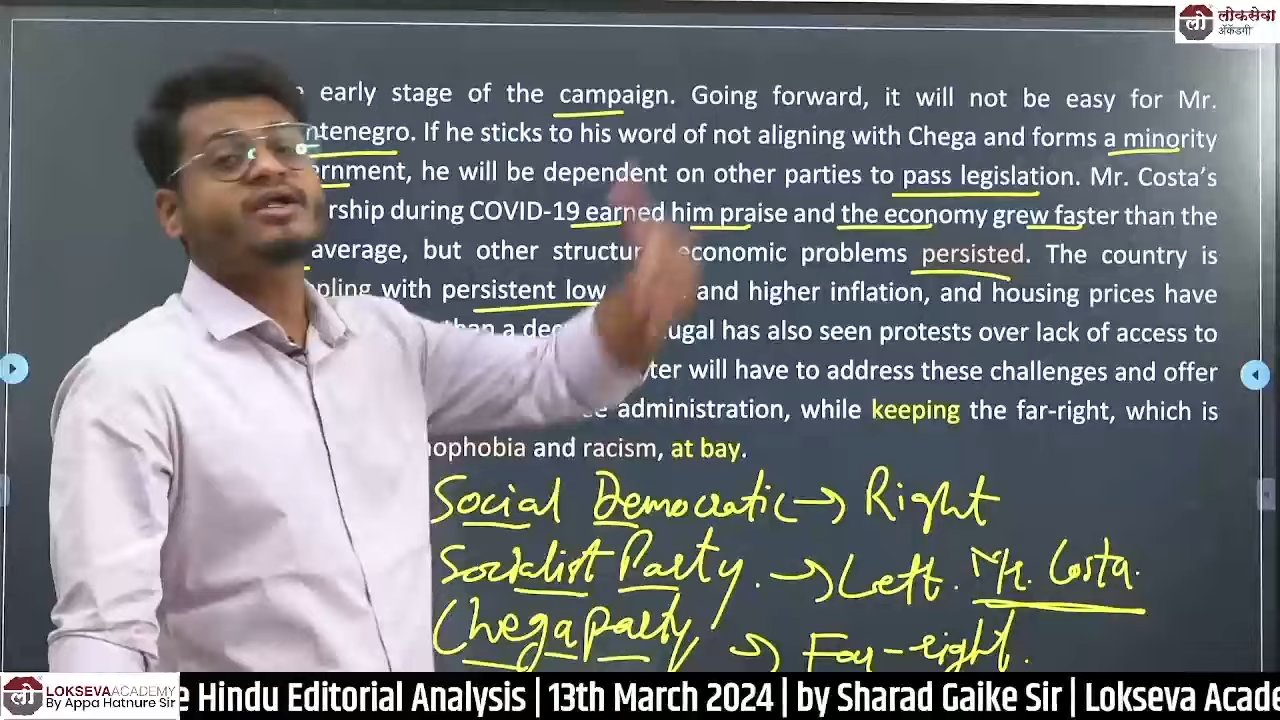 लोकसेवा
अ‍ॅकॅडमी
early stage of the campaign. Going forward, it will not be easy for Mr.
ntenegro. If he sticks to his word of not aligning with Chega and forms a minority
ernment, he will be dependent on other parties to pass legislation. Mr. Costa's
rship during COVID-19 earned him praise and the economy grew faster than the
average, but other structur economic problems persisted. The country is
pling with persistent low and higher inflation, and housing prices have
than a dec ugal has also seen protests over lack of access to
yter will have to address these challenges and offer
administration, while keeping the far-right, which is
nophobia and racism, at bay.
Social Democratic → Right
Socialist Party. → Left. Mr. Costa.
Chega party → Far-right.
लो LOKSEVA ACADEMY
By Appa Hatnure Sir
e Hindu Editorial Analysis | 13th March 2024 | by Sharad Gaike Sir | Lokseva Acade